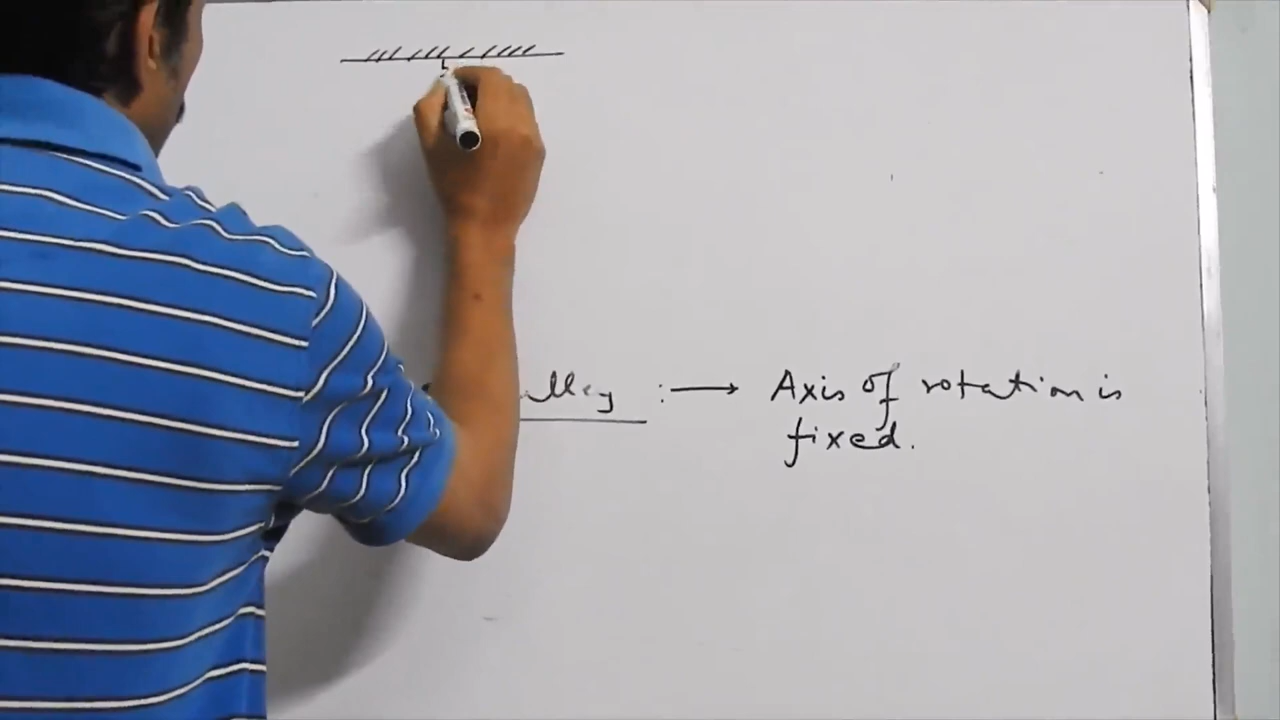 :→ Axis of rotation is
fixed.